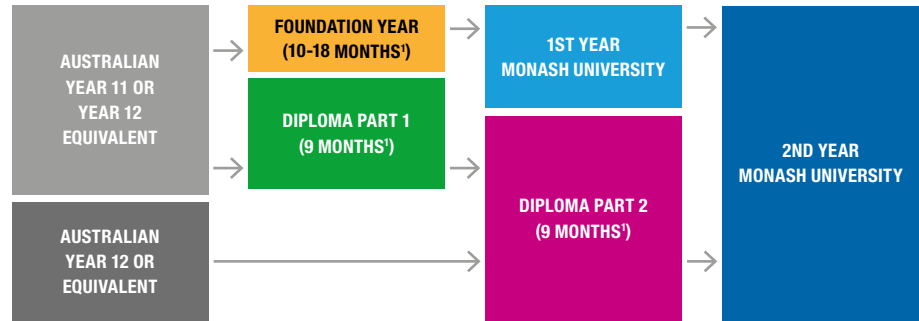 AUSTRALIAN
YEAR 11 OR
YEAR 12
EQUIVALENT
FOUNDATION YEAR
(10-18 MONTHS¹)
DIPLOMA PART 1
(9 MONTHS¹)
1ST YEAR
MONASH UNIVERSITY
2ND YEAR
MONASH UNIVERSITY
DIPLOMA PART 2
(9 MONTHS¹)
AUSTRALIAN
YEAR 12 OR
EQUIVALENT